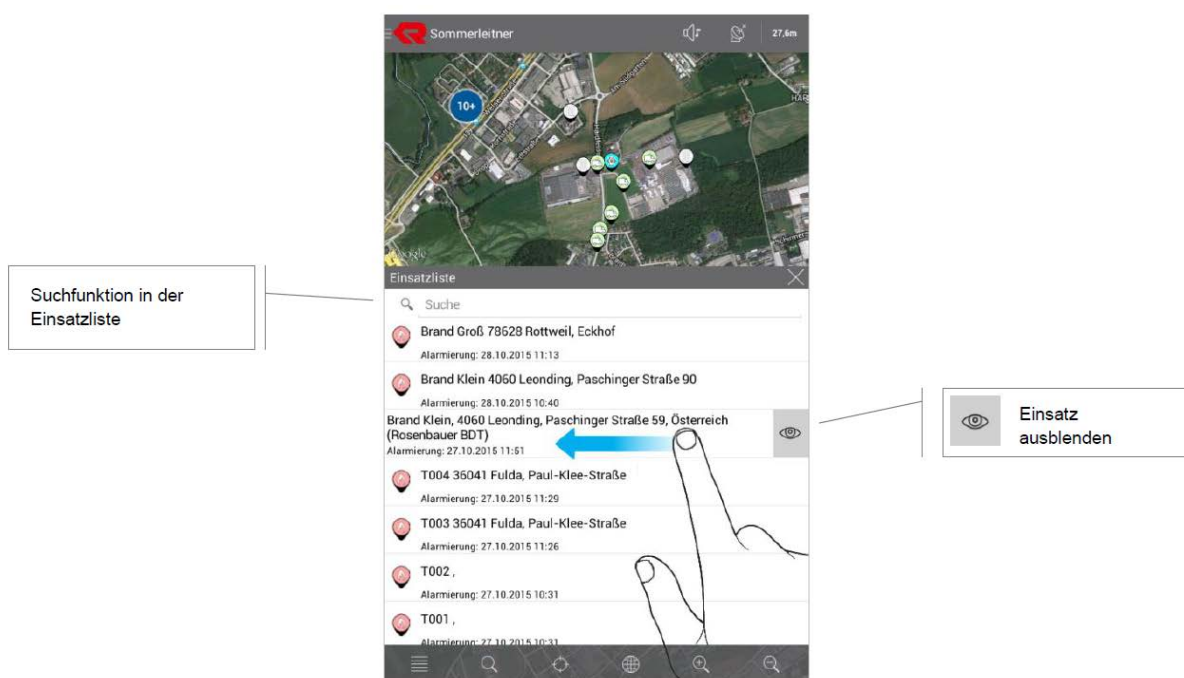 Sommerleitner
27,6m
10+
Google
Einsatzliste
Suche
Suchfunktion in der
Einsatzliste
Brand Groß 78628 Rottweil, Eckhof
Alarmierung: 28.10.2015 11:13
Brand Klein 4060 Leonding, Paschinger Straße 90
Alarmierung: 28.10.2015 10:40
Brand Klein, 4060 Leonding, Paschinger Straße 59, Österreich
(Rosenbauer BDT)
Alarmierung: 27.10.2015 11:51
Einsatz
ausblenden
T004 36041 Fulda, Paul-Klee-Straße
Alarmierung: 27.10.2015 11:29
T003 36041 Fulda, Paul-Klee-Straße
Alarmierung: 27.10.2015 11:26
T002 ,
Alarmierung: 27.10.2015 10:31
T001 ,
Alarmierung: 27.10.2015 10:31